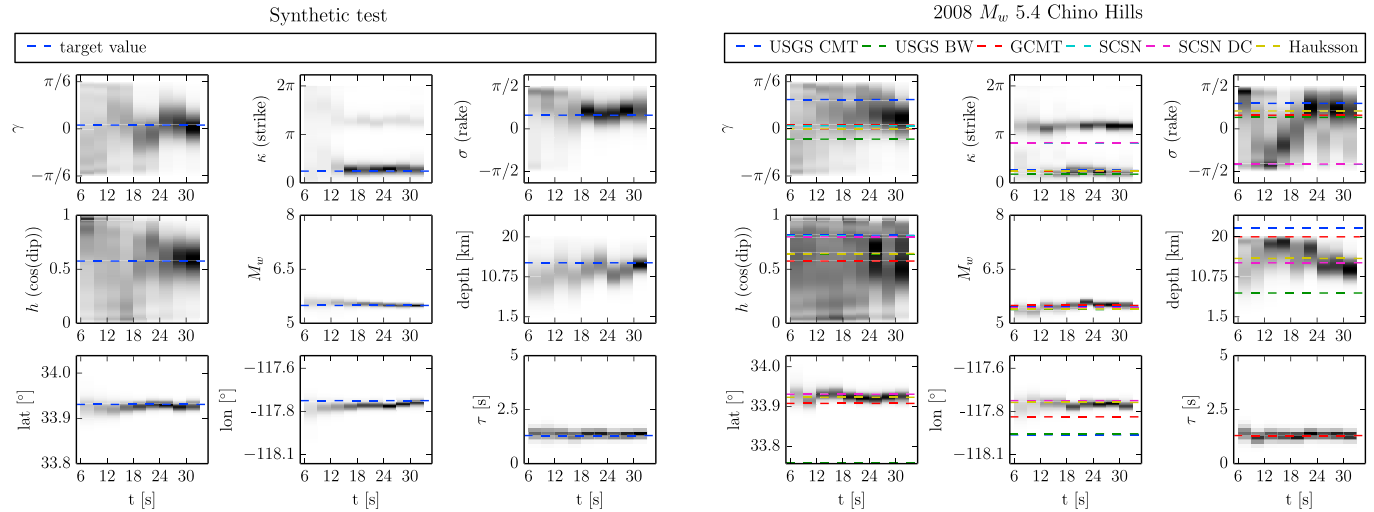 Synthetic test
target value
π/6
0
−π/6
γ
2π
π
0
κ (strike)
π/2
0
−π/2
σ (rake)
6 12 18 24 30
6 12 18 24 30
6 12 18 24 30
1
0.5
0
h (cos(dip))
8
6.5
5
M_w
20
10.75
1.5
depth [km]
6 12 18 24 30
6 12 18 24 30
6 12 18 24 30
34.0
33.9
33.8
lat [°]
−117.6
-117.8
−118.1
lon [°]
5
2.5
0
τ [s]
6 12 18 24 30
6 12 18 24 30
6 12 18 24 30
t [s]
t [s]
t [s]
2008 M_w 5.4 Chino Hills
USGS CMT USGS BW GCMT SCSN SCSN DC Hauksson
π/6
0
−π/6
γ
2π
π
0
κ (strike)
π/2
0
−π/2
σ (rake)
6 12 18 24 30
6 12 18 24 30
6 12 18 24 30
1
0.5
0
h (cos(dip))
8
6.5
5
M_w
20
10.75
1.5
depth [km]
6 12 18 24 30
6 12 18 24 30
6 12 18 24 30
34.0
33.9
33.8
lat [°]
−117.6
-117.8
−118.1
lon [°]
5
2.5
0
τ [s]
6 12 18 24 30
6 12 18 24 30
6 12 18 24 30
t [s]
t [s]
t [s]